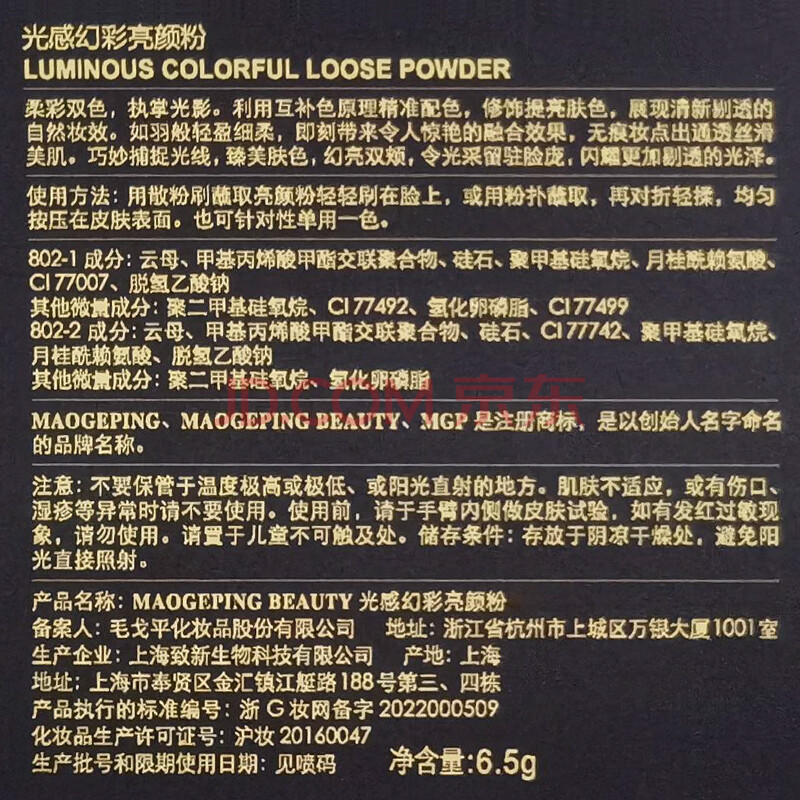 光感幻彩亮颜粉
LUMINOUS COLORFUL LOOSE POWDER
柔彩双色，执掌光影。利用互补色原理精准配色，修饰提亮肤色，展现清新剔透的
自然妆效。如羽般轻盈细柔，即刻带来令人惊艳的融合效果，无痕妆点出通透丝滑
美肌。巧妙捕捉光线，臻美肤色，幻亮双颊，令光采留驻脸庞，闪耀更加剔透的光泽。
使用方法：用散粉刷蘸取亮颜粉轻轻刷在脸上，或用粉扑蘸取，再对折轻揉，均匀
按压在皮肤表面。也可针对性单用一色。
802-1 成分：云母、甲基丙烯酸甲酯交联聚合物、硅石、聚甲基硅氧烷、月桂酰赖氨酸、
CI 77007、脱氢乙酸钠
其他微量成分：聚二甲基硅氧烷、CI 77492、氢化卵磷脂、CI 77499
802-2 成分：云母、甲基丙烯酸甲酯交联聚合物、硅石、CI 77742、聚甲基硅氧烷、
月桂酰赖氨酸、脱氢乙酸钠
其他微量成分：聚二甲基硅氧烷、氢化卵磷脂
JD.COM 京东
MAOGEPING、MAOGEPING BEAUTY、MGP 是注册商标，是以创始人名字命名
的品牌名称。
注意：不要保管于温度极高或极低、或阳光直射的地方。肌肤不适应，或有伤口、
湿疹等异常时请不要使用。使用前，请于手臂内侧做皮肤试验，如有发红过敏现
象，请勿使用。请置于儿童不可触及处。储存条件：存放于阴凉干燥处，避免阳
光直接照射。
产品名称：MAOGEPING BEAUTY 光感幻彩亮颜粉
备案人：毛戈平化妆品股份有限公司 地址：浙江省杭州市上城区万银大厦1001室
生产企业：上海致新生物科技有限公司 产地：上海
地址：上海市奉贤区金汇镇江艇路188号第三、四栋
产品执行的标准编号：浙 G 妆网备字 2022000509
化妆品生产许可证号：沪妆 20160047
生产批号和限期使用日期：见喷码 净含量:6.5g